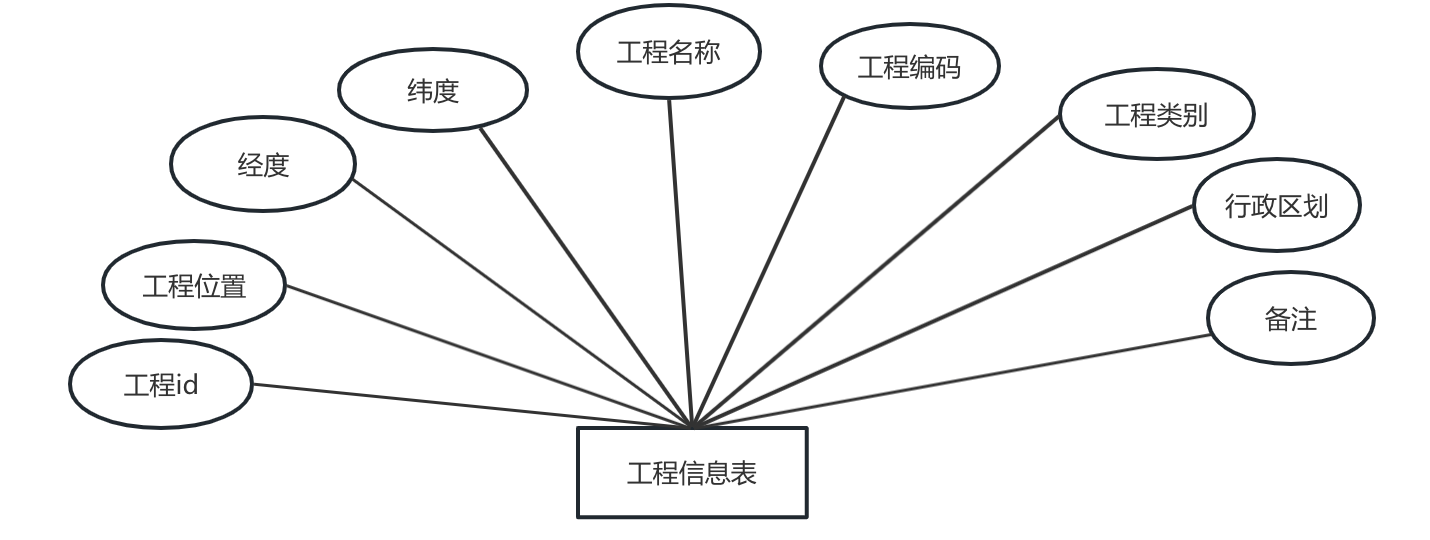 工程名称
工程编码
纬度
工程类别
经度
行政区划
工程位置
备注
工程id
工程信息表